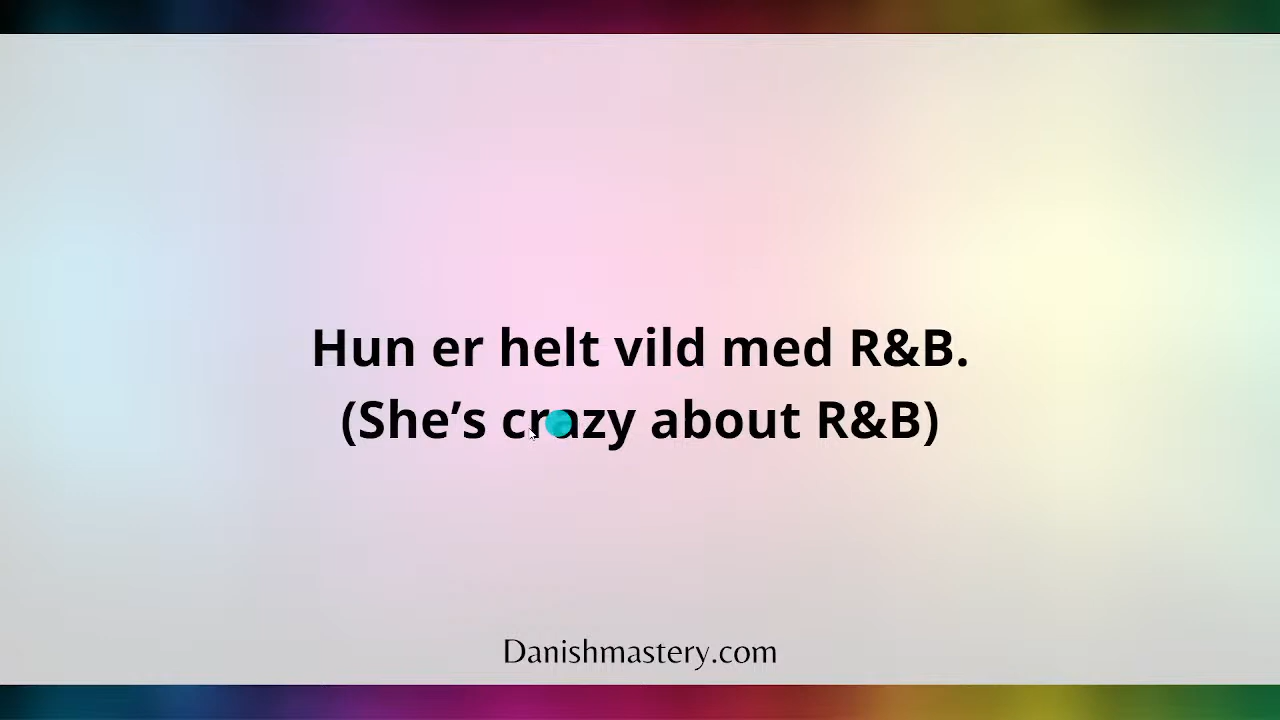 Hun er helt vild med R&B.
(She’s crazy about R&B)
Danishmastery.com